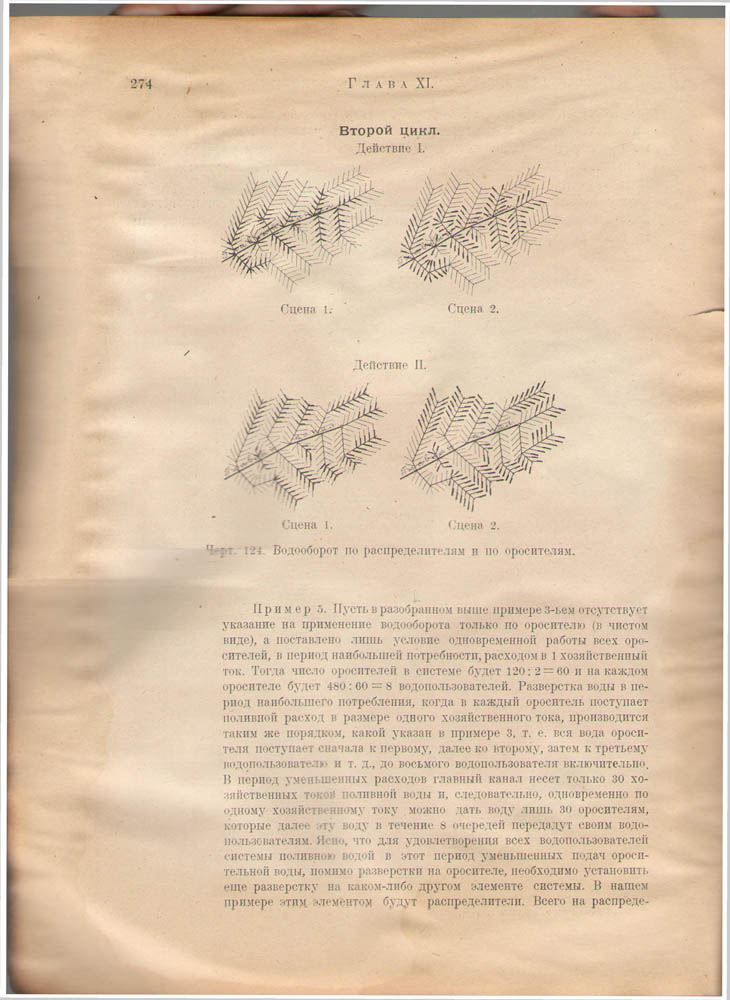 274
Глава XI.
Второй цикл.
Действие I.
Сцена 1.
Сцена 2.
Действие II.
Сцена 1.
Сцена 2.
Черт. 124. Водооборот по распределителям и по оросителям.
Пример 5. Пусть в разобранном выше примере 3-ьем отсутствует
указание на применение водооборота только по оросителю (в чистом
виде), а поставлено лишь условие одновременной работы всех оро-
сителей, в период наибольшей потребности, расходом в 1 хозяйственный
ток. Тогда число оросителей в системе будет 120 : 2 = 60 и на каждом
оросителе будет 480 : 60 = 8 водопользователей. Разверстка воды в пе-
риод наибольшего потребления, когда в каждый ороситель поступает
поливной расход в размере одного хозяйственного тока, производится
таким же порядком, какой указан в примере 3, т. е. вся вода ороси-
теля поступает сначала к первому, далее ко второму, затем к третьему
водопользователю и т. д., до восьмого водопользователя включительно.
В период уменьшенных расходов главный канал несет только 30 хо-
зяйственных токов поливной воды и, следовательно, одновременно по
одному хозяйственному току можно дать воду лишь 30 оросителям,
которые далее эту воду в течение 8 очередей передадут своим водо-
пользователям. Ясно, что для удовлетворения всех водопользователей
системы поливною водой в этот период уменьшенных подач ороси-
тельной воды, помимо разверстки на оросителе, необходимо установить
еще разверстку на каком-либо другом элементе системы. В нашем
примере этим элементом будут распределители. Всего на распреде-